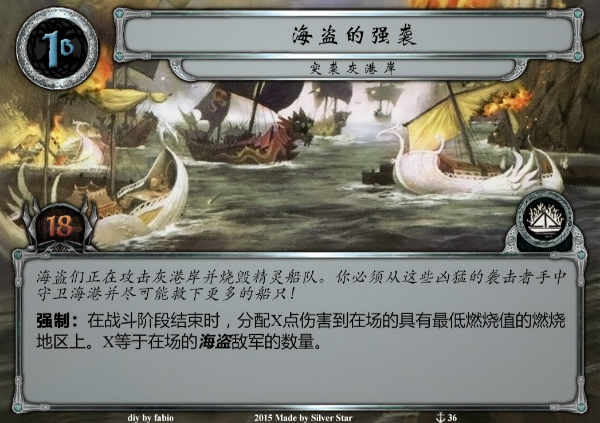 1B
海盗的强袭
突袭灰港岸
18
海盗们正在攻击灰港岸并烧毁精灵船队。你必须从这些凶猛的袭击者手中
守卫海港并尽可能救下更多的船只!
强制：在战斗阶段结束时，分配X点伤害到在场的具有最低燃烧值的燃烧
地区上。X等于在场的海盗敌军的数量。
diy by fabio 2015 Made by Silver Star 36